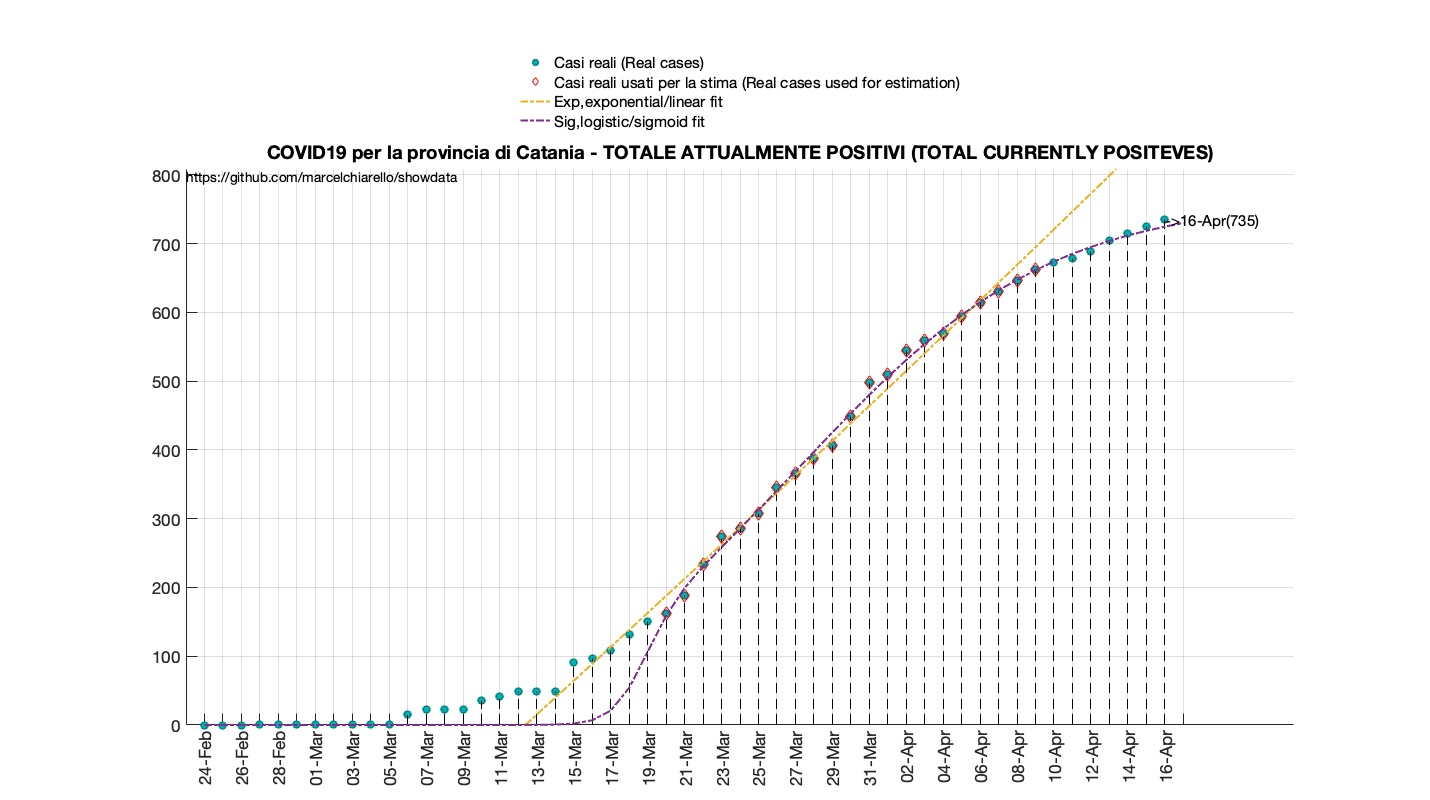 Casi reali (Real cases)
Casi reali usati per la stima (Real cases used for estimation)
Exp,exponential/linear fit
Sig,logistic/sigmoid fit
COVID19 per la provincia di Catania - TOTALE ATTUALMENTE POSITIVI (TOTAL CURRENTLY POSITEVES)
800
https://github.com/marcelchiarello/showdata
-->16-Apr(735)
700
600
500
400
300
200
100
0
24-Feb
26-Feb
28-Feb
01-Mar
03-Mar
05-Mar
07-Mar
09-Mar
11-Mar
13-Mar
15-Mar
17-Mar
19-Mar
21-Mar
23-Mar
25-Mar
27-Mar
29-Mar
31-Mar
02-Apr
04-Apr
06-Apr
08-Apr
10-Apr
12-Apr
14-Apr
16-Apr